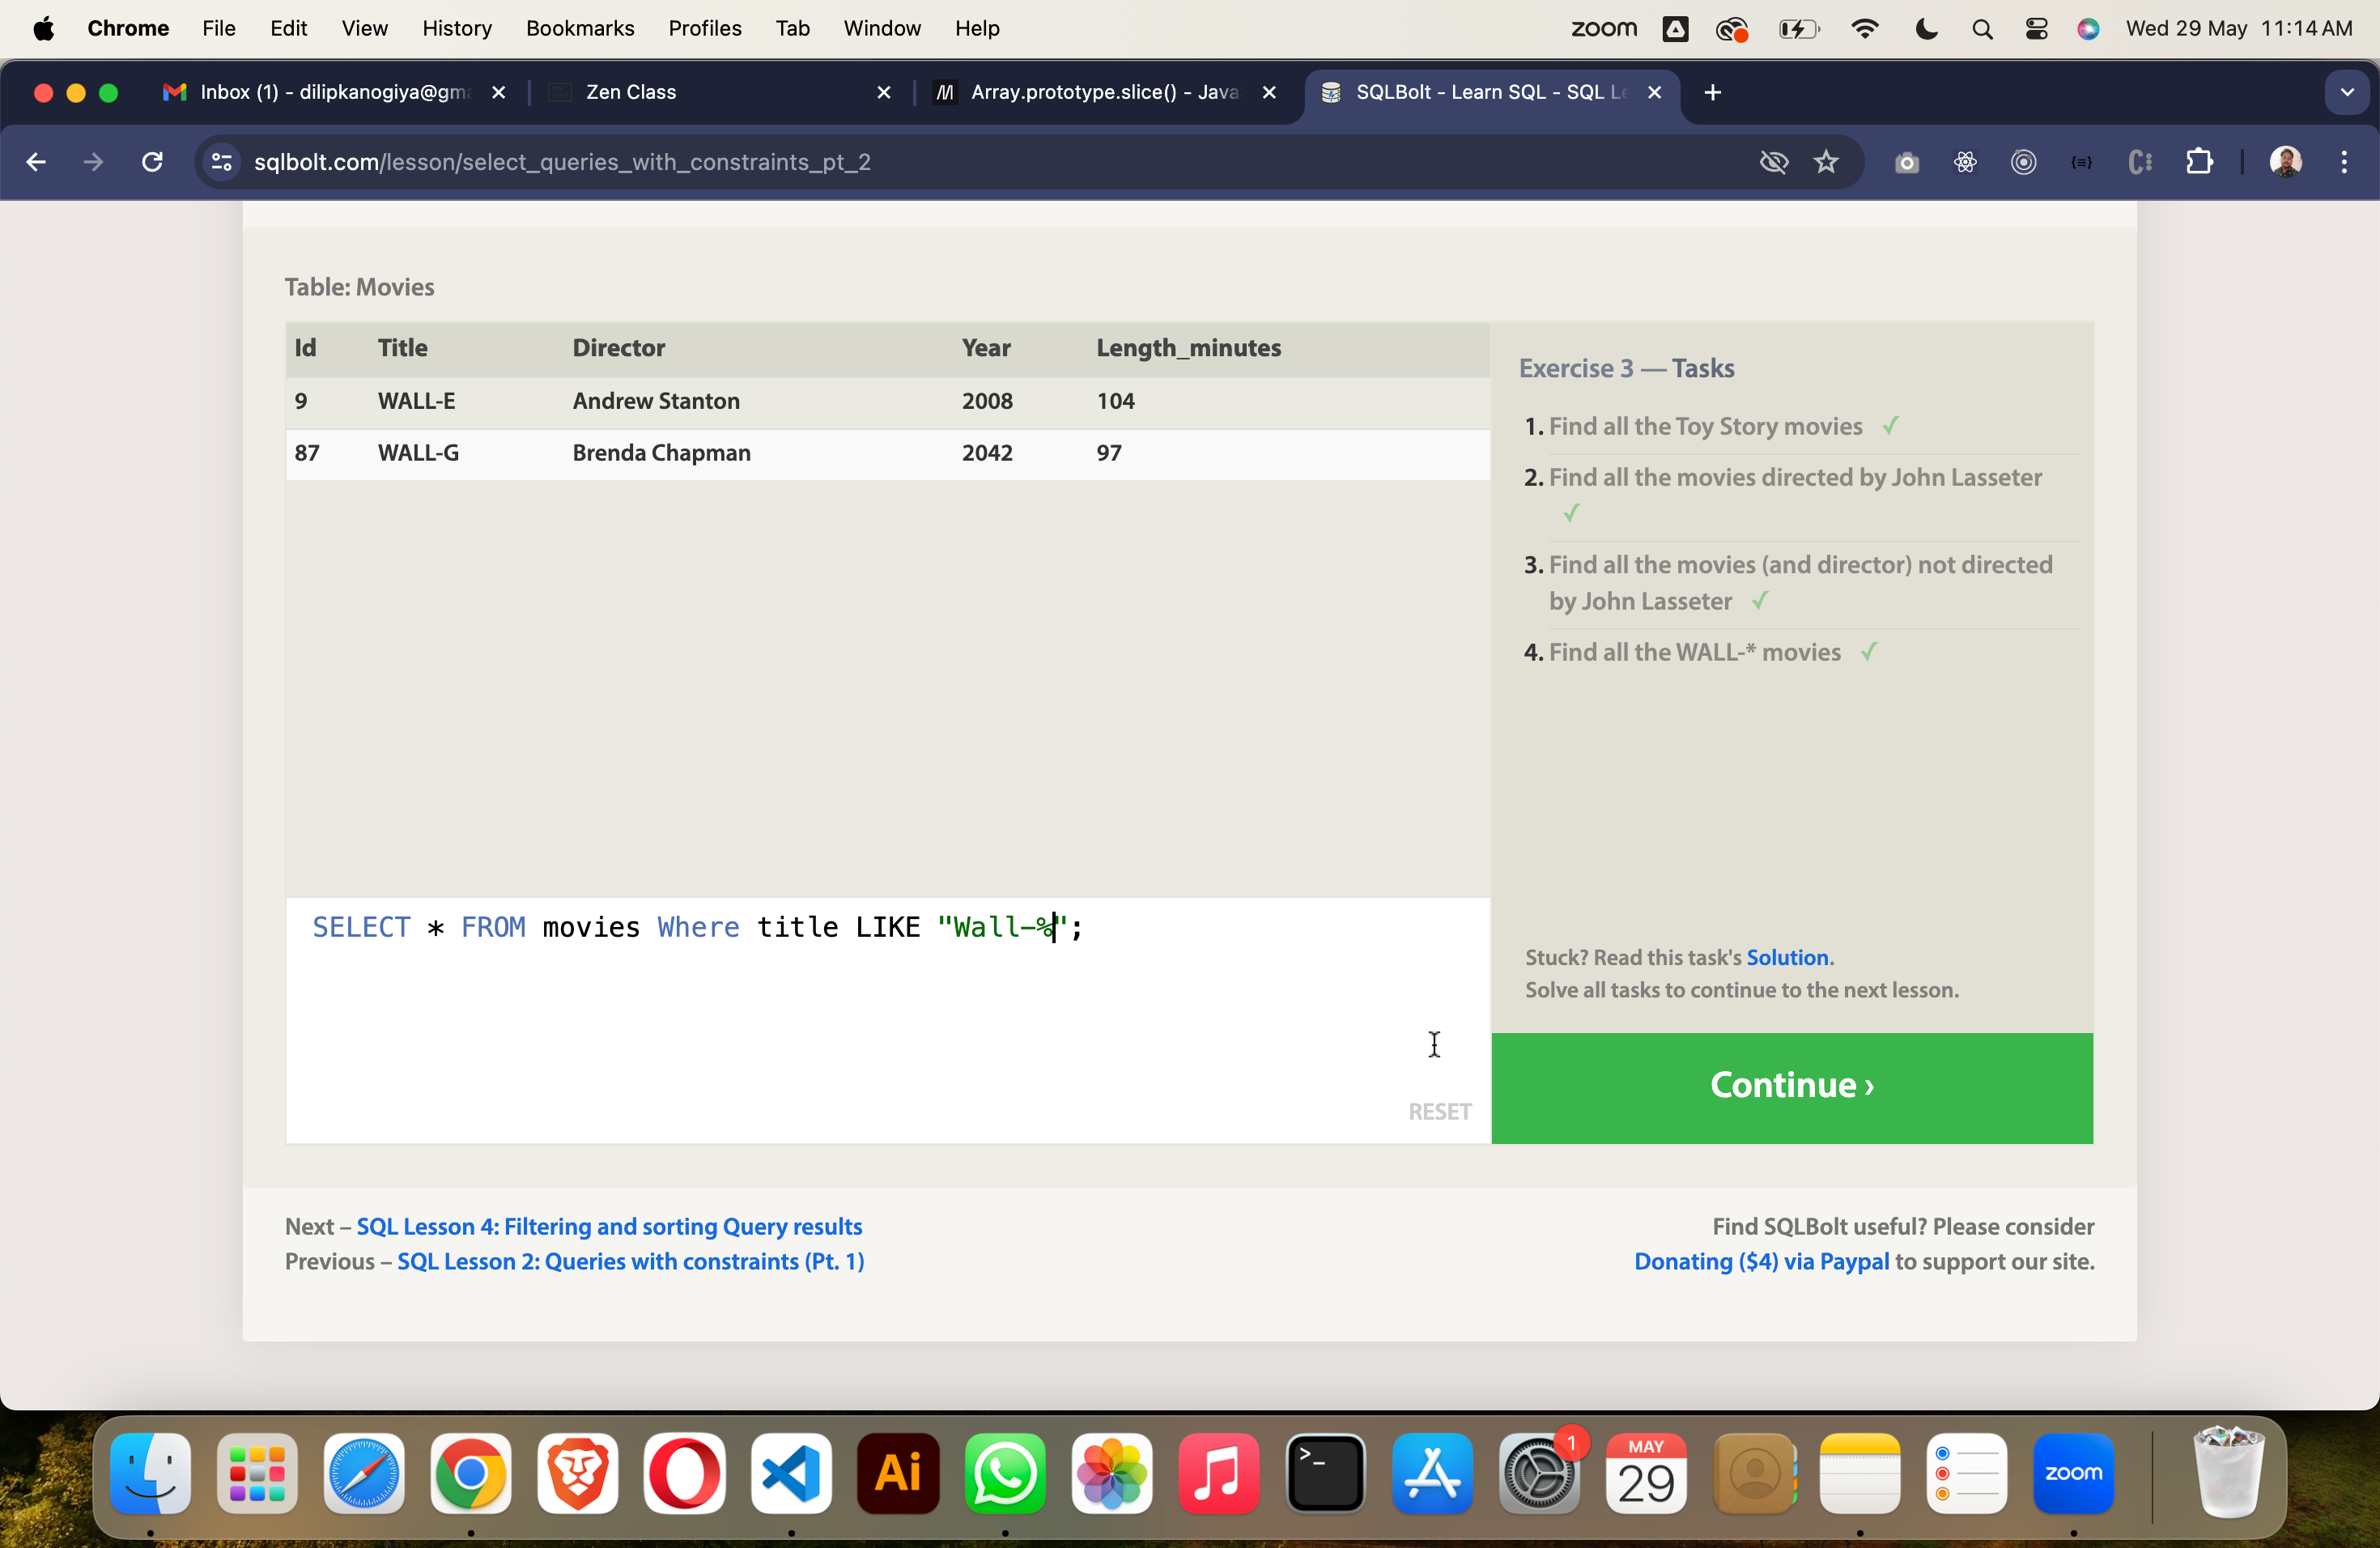 Chrome File Edit View History Bookmarks Profiles Tab Window Help zoom Wed 29 May 11:14 AM
Inbox (1) - dilipkanogiya@gm Zen Class Array.prototype.slice() - Java SQLBolt - Learn SQL - SQL Le
sqlbolt.com/lesson/select_queries_with_constraints_pt_2
Table: Movies
Id Title Director Year Length_minutes
9 WALL-E Andrew Stanton 2008 104
87 WALL-G Brenda Chapman 2042 97
Exercise 3 — Tasks
1. Find all the Toy Story movies ✓
2. Find all the movies directed by John Lasseter
✓
3. Find all the movies (and director) not directed
by John Lasseter ✓
4. Find all the WALL-* movies ✓
SELECT * FROM movies Where title LIKE "Wall-%";
RESET
Stuck? Read this task's Solution.
Solve all tasks to continue to the next lesson.
Continue ›
Next – SQL Lesson 4: Filtering and sorting Query results
Previous – SQL Lesson 2: Queries with constraints (Pt. 1)
Find SQLBolt useful? Please consider
Donating ($4) via Paypal to support our site.
Ai
>_
1
MAY
29
zoom